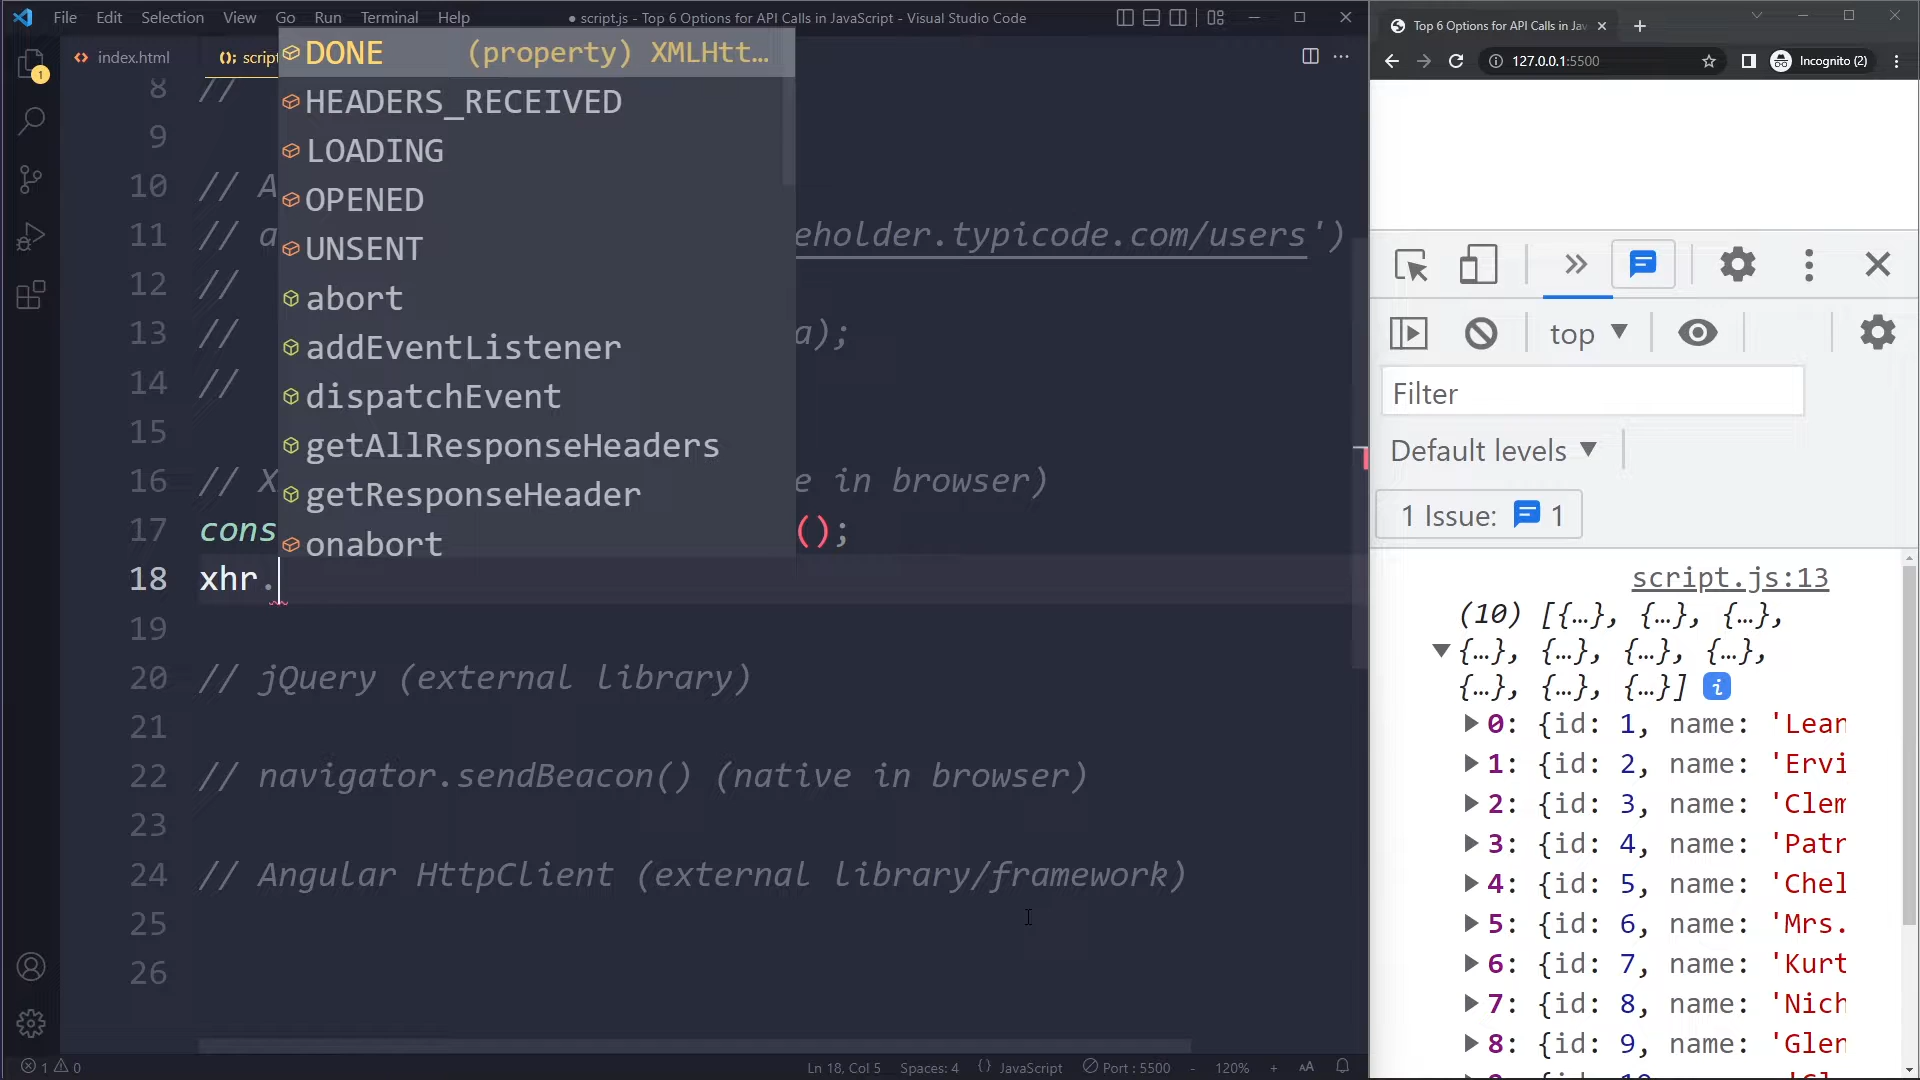 File Edit Selection View Go Run Terminal Help
● script.js - Top 6 Options for API Calls in JavaScript - Visual Studio Code
index.html
script
1
DONE (property) XMLHtt…
HEADERS_RECEIVED
LOADING
OPENED
UNSENT
abort
addEventListener
dispatchEvent
getAllResponseHeaders
getResponseHeader
onabort
8 //
9
10 // A
11 // a eholder.typicode.com/users')
12 //
13 // a);
14 //
15
16 // X e in browser)
17 cons ();
18 xhr.
19
20 // jQuery (external library)
21
22 // navigator.sendBeacon() (native in browser)
23
24 // Angular HttpClient (external library/framework)
25
26
1 0
Ln 18, Col 5 Spaces: 4 {} JavaScript Port : 5500 - 120% + AA
Top 6 Options for API Calls in Jav
127.0.0.1:5500 Incognito (2)
top
Filter
Default levels
1 Issue: 1
script.js:13
(10) [{…}, {…}, {…},
{…}, {…}, {…}, {…},
{…}, {…}, {…}] i
0: {id: 1, name: 'Lean
1: {id: 2, name: 'Ervi
2: {id: 3, name: 'Clem
3: {id: 4, name: 'Patr
4: {id: 5, name: 'Chel
5: {id: 6, name: 'Mrs.
6: {id: 7, name: 'Kurt
7: {id: 8, name: 'Nich
8: {id: 9, name: 'Glen